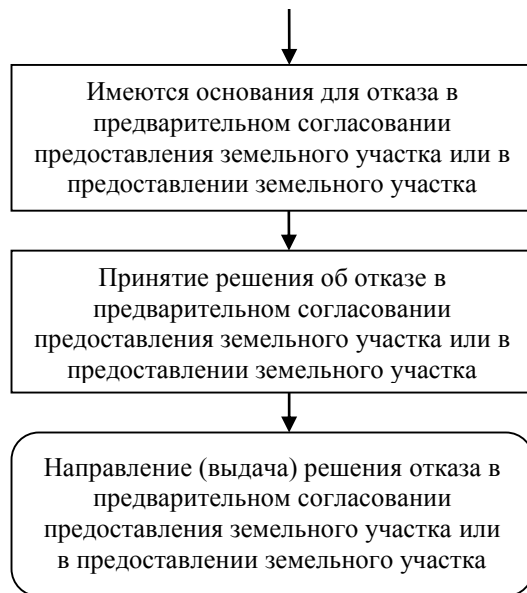 Имеются основания для отказа в
предварительном согласовании
предоставления земельного участка или в
предоставлении земельного участка
Принятие решения об отказе в
предварительном согласовании
предоставления земельного участка или в
предоставлении земельного участка
Направление (выдача) решения отказа в
предварительном согласовании
предоставления земельного участка или
в предоставлении земельного участка